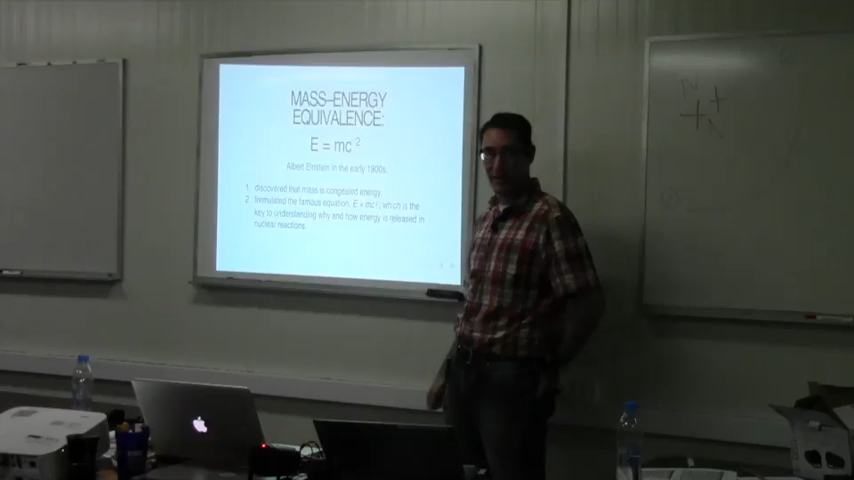 MASS–ENERGY
EQUIVALENCE:
E = mc 2
Albert Einstein in the early 1900s:
1. discovered that mass is congealed energy.
2. formulated the famous equation, E = mc2, which is the
key to understanding why and how energy is released in
nuclear reactions.